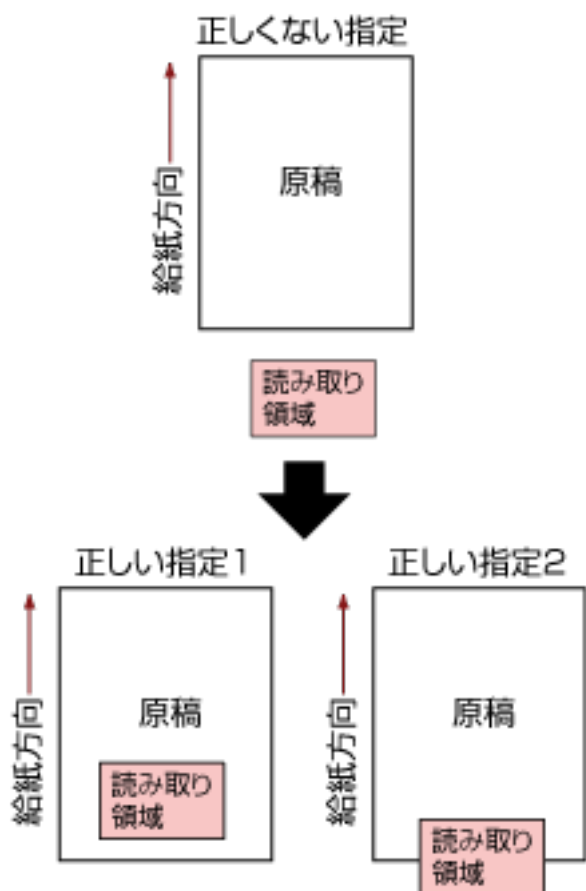 正しくない指定
給紙方向
原稿
読み取り
領域
正しい指定1
給紙方向
原稿
読み取り
領域
正しい指定2
給紙方向
原稿
読み取り
領域